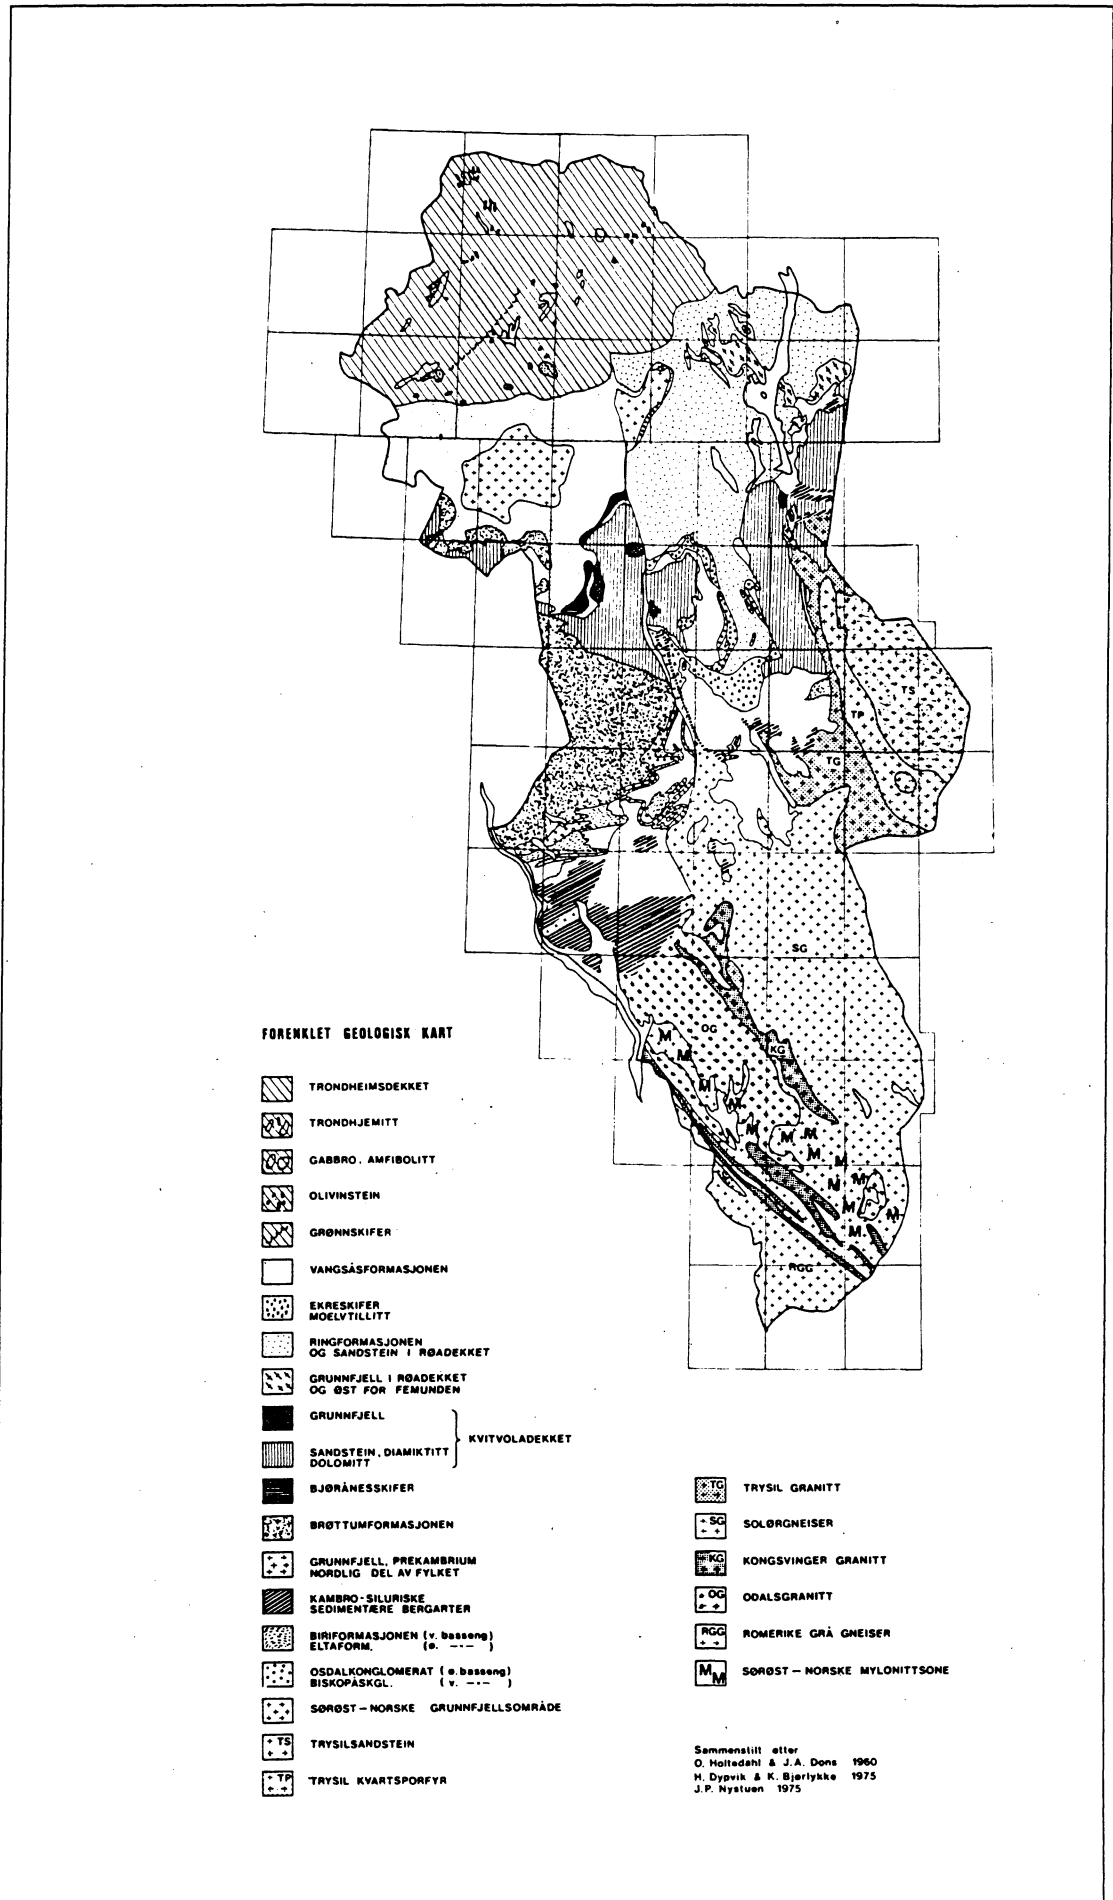 TS
TP
TG
SG
OG
KG
M
M
M
M
M
M
M
M
M
M
M
M
M
M
RGG
FORENKLET GEOLOGISK KART
TRONDHEIMSDEKKET
TRONDHJEMITT
GABBRO, AMFIBOLITT
OLIVINSTEIN
GRØNNSKIFER
VANGSÅSFORMASJONEN
EKRESKIFER
MOELVTILLITT
RINGFORMASJONEN
OG SANDSTEIN I RØADEKKET
GRUNNFJELL I RØADEKKET
OG ØST FOR FEMUNDEN
GRUNNFJELL
KVITVOLADEKKET
SANDSTEIN, DIAMIKTITT
DOLOMITT
BJØRÅNESSKIFER
BRØTTUMFORMASJONEN
GRUNNFJELL, PREKAMBRIUM
NORDLIG DEL AV FYLKET
KAMBRO-SILURISKE
SEDIMENTÆRE BERGARTER
BIRIFORMASJONEN (v. basseng)
ELTAFORM. (ø. —·— )
OSDALKONGLOMERAT (ø. basseng)
BISKOPÅSKGL. (v. —·— )
SØRØST-NORSKE GRUNNFJELLSOMRÅDE
TS TRYSILSANDSTEIN
TP TRYSIL KVARTSPORFYR
TG TRYSIL GRANITT
SG SOLØRGNEISER
KG KONGSVINGER GRANITT
OG ODALSGRANITT
RGG ROMERIKE GRÅ GNEISER
M M SØRØST-NORSKE MYLONITTSONE
Sammenstilt etter
O. Holtedahl & J.A. Dons 1960
H. Dypvik & K. Bjørlykke 1975
J.P. Nystuen 1975